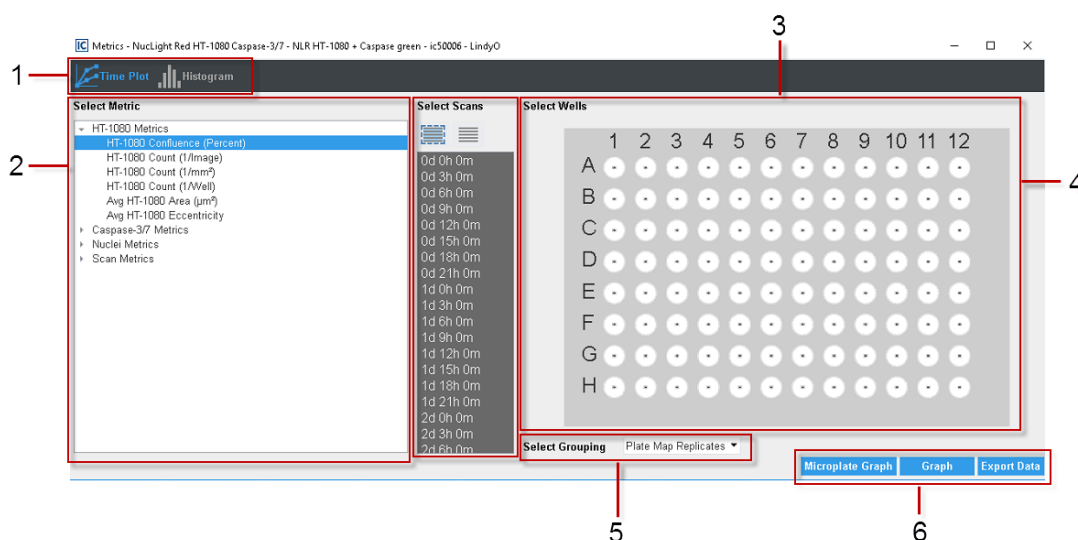 3
IC Metrics - NucLight Red HT-1080 Caspase-3/7 - NLR HT-1080 + Caspase green - ic50006 - LindyO
1
Time Plot Histogram
Select Metric
Select Scans
Select Wells
HT-1080 Metrics
HT-1080 Confluence (Percent)
HT-1080 Count (1/Image)
HT-1080 Count (1/mm²)
HT-1080 Count (1/Well)
Avg HT-1080 Area (µm²)
Avg HT-1080 Eccentricity
Caspase-3/7 Metrics
Nuclei Metrics
Scan Metrics
2
0d 0h 0m
0d 3h 0m
0d 6h 0m
0d 9h 0m
0d 12h 0m
0d 15h 0m
0d 18h 0m
0d 21h 0m
1d 0h 0m
1d 3h 0m
1d 6h 0m
1d 9h 0m
1d 12h 0m
1d 15h 0m
1d 18h 0m
1d 21h 0m
2d 0h 0m
2d 3h 0m
2d 6h 0m
1 2 3 4 5 6 7 8 9 10 11 12
A
B
C
D
E
F
G
H
4
Select Grouping Plate Map Replicates
Microplate Graph Graph Export Data
5
6